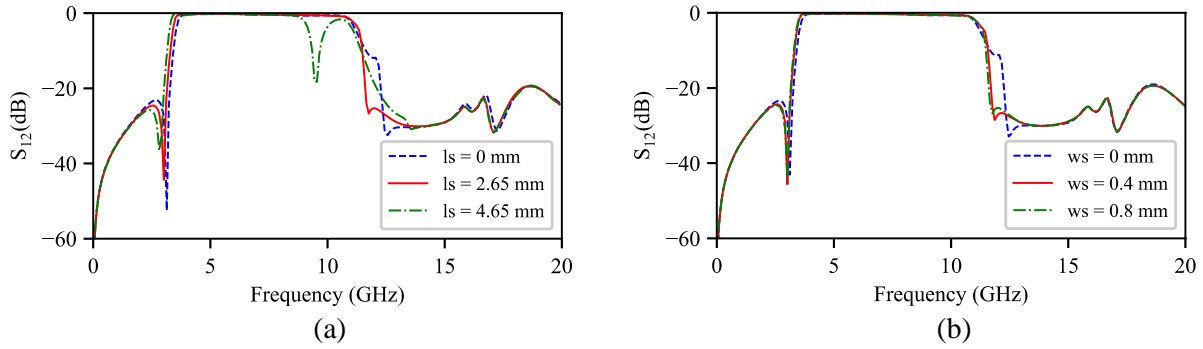 0
−20
−40
−60
S12(dB)
ls = 0 mm
ls = 2.65 mm
ls = 4.65 mm
0 5 10 15 20
Frequency (GHz)
(a)
0
−20
−40
−60
S12(dB)
ws = 0 mm
ws = 0.4 mm
ws = 0.8 mm
0 5 10 15 20
Frequency (GHz)
(b)